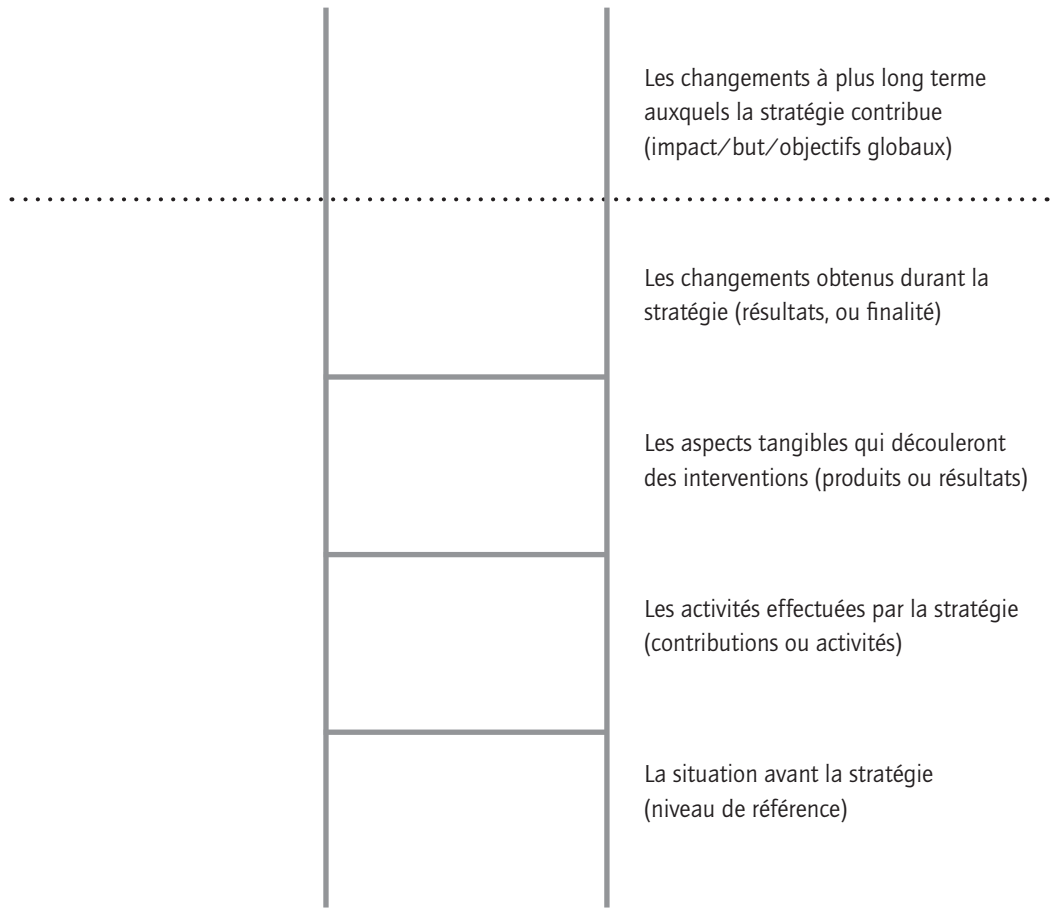 Les changements à plus long terme
auxquels la stratégie contribue
(impact/but/objectifs globaux)
Les changements obtenus durant la
stratégie (résultats, ou finalité)
Les aspects tangibles qui découleront
des interventions (produits ou résultats)
Les activités effectuées par la stratégie
(contributions ou activités)
La situation avant la stratégie
(niveau de référence)